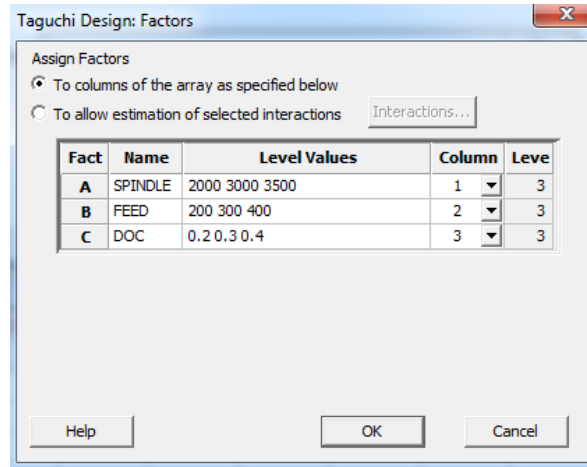 Taguchi Design: Factors
x
Assign Factors
To columns of the array as specified below
To allow estimation of selected interactions Interactions...
Fact Name Level Values Column Leve
A SPINDLE 2000 3000 3500 1 3
B FEED 200 300 400 2 3
C DOC 0.2 0.3 0.4 3 3
Help OK Cancel